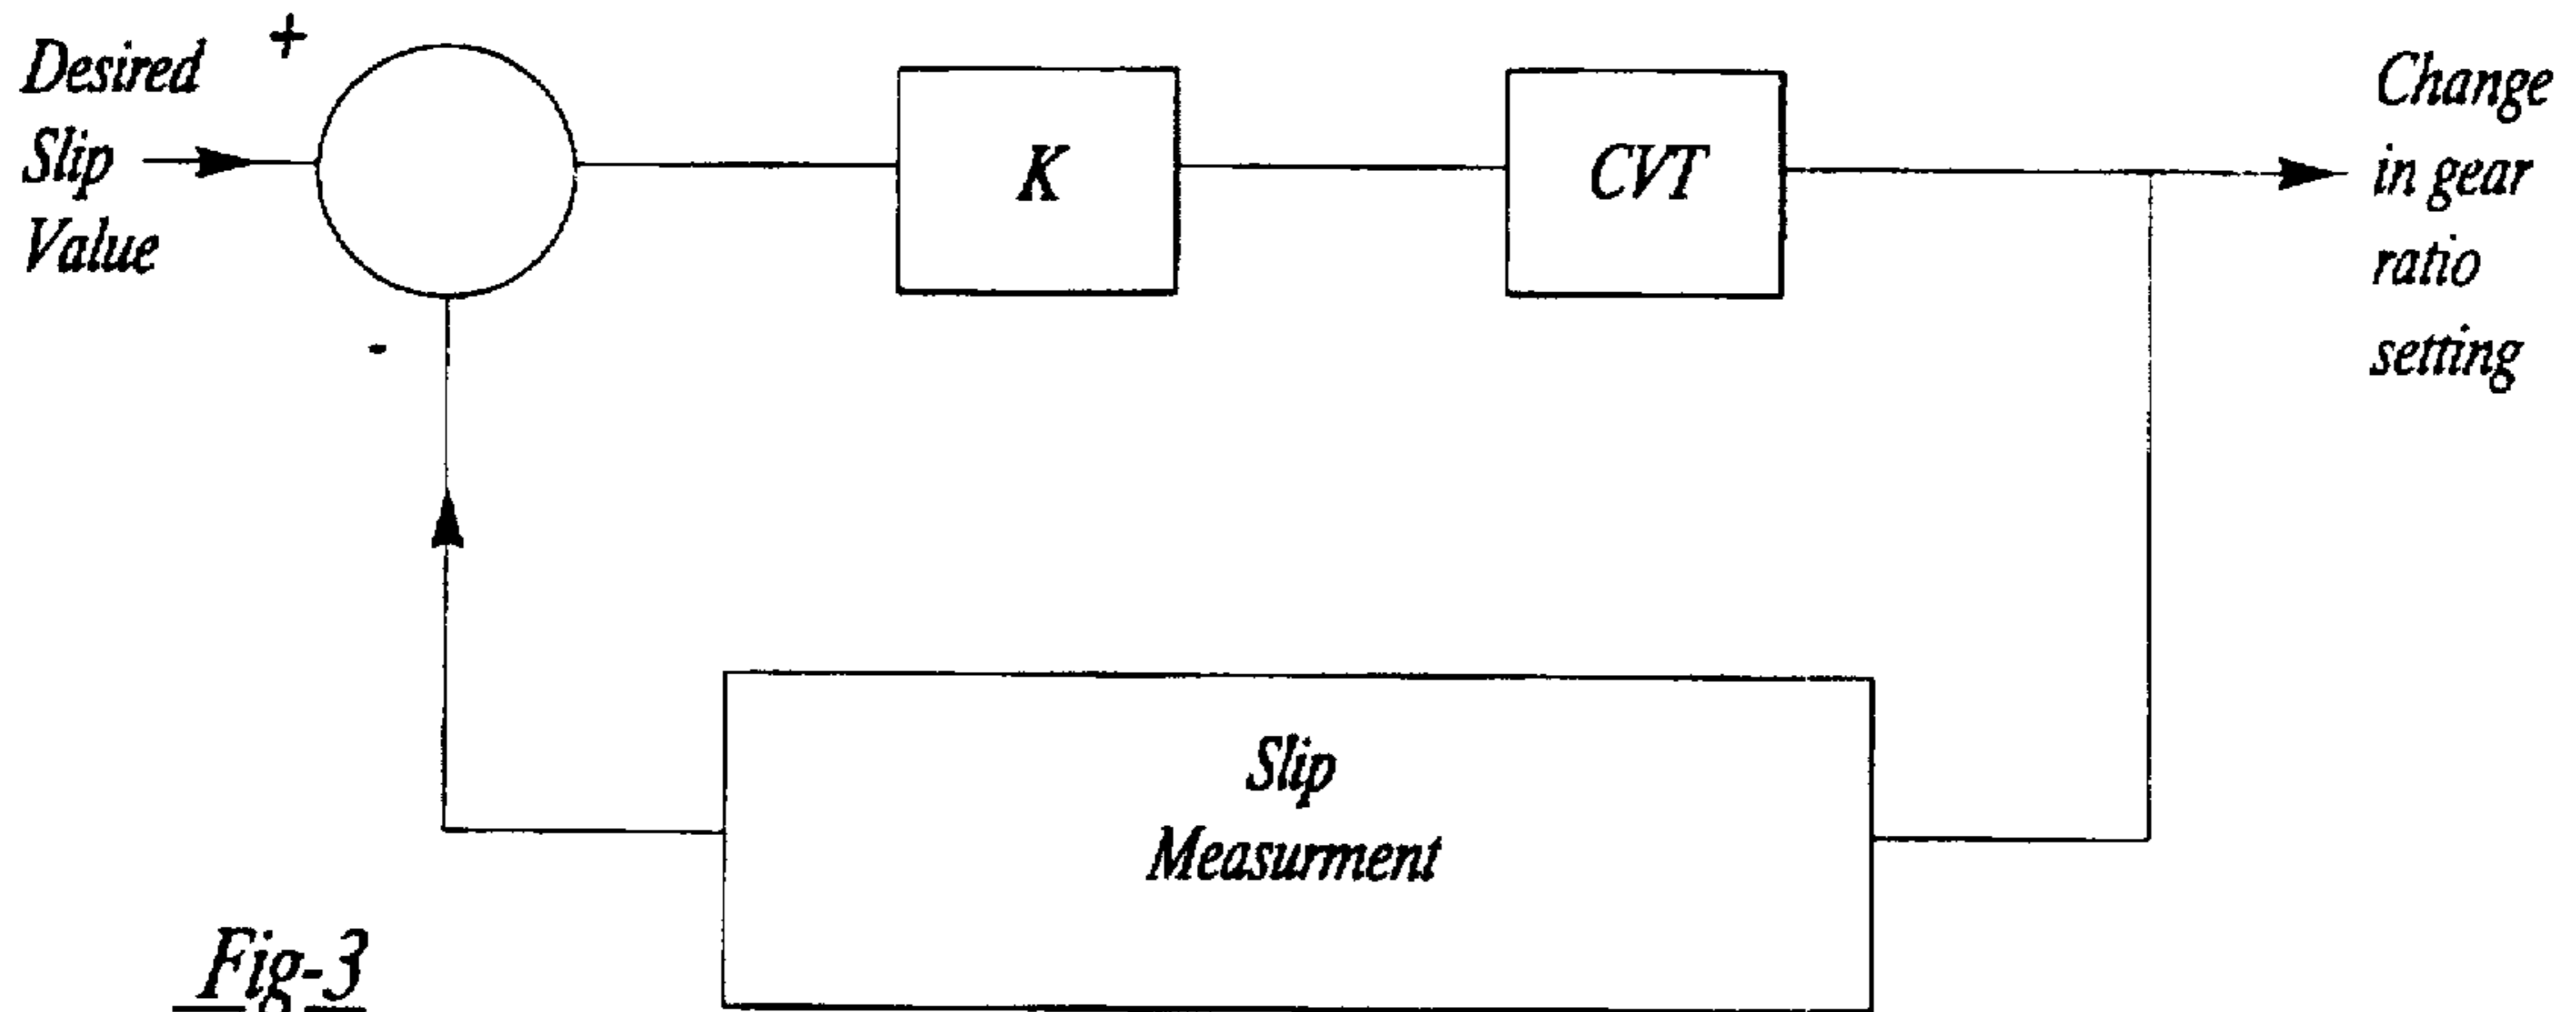 +
Desired
Slip
Value
-
K
CVT
Change
in gear
ratio
setting
Slip
Measurment
Fig-3